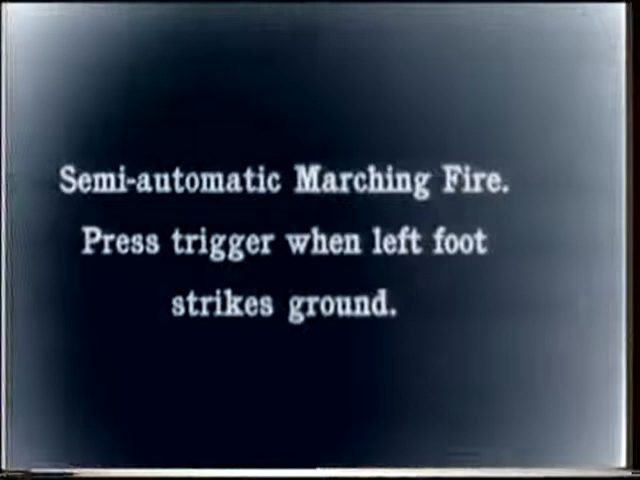 Semi-automatic Marching Fire.
Press trigger when left foot
strikes ground.